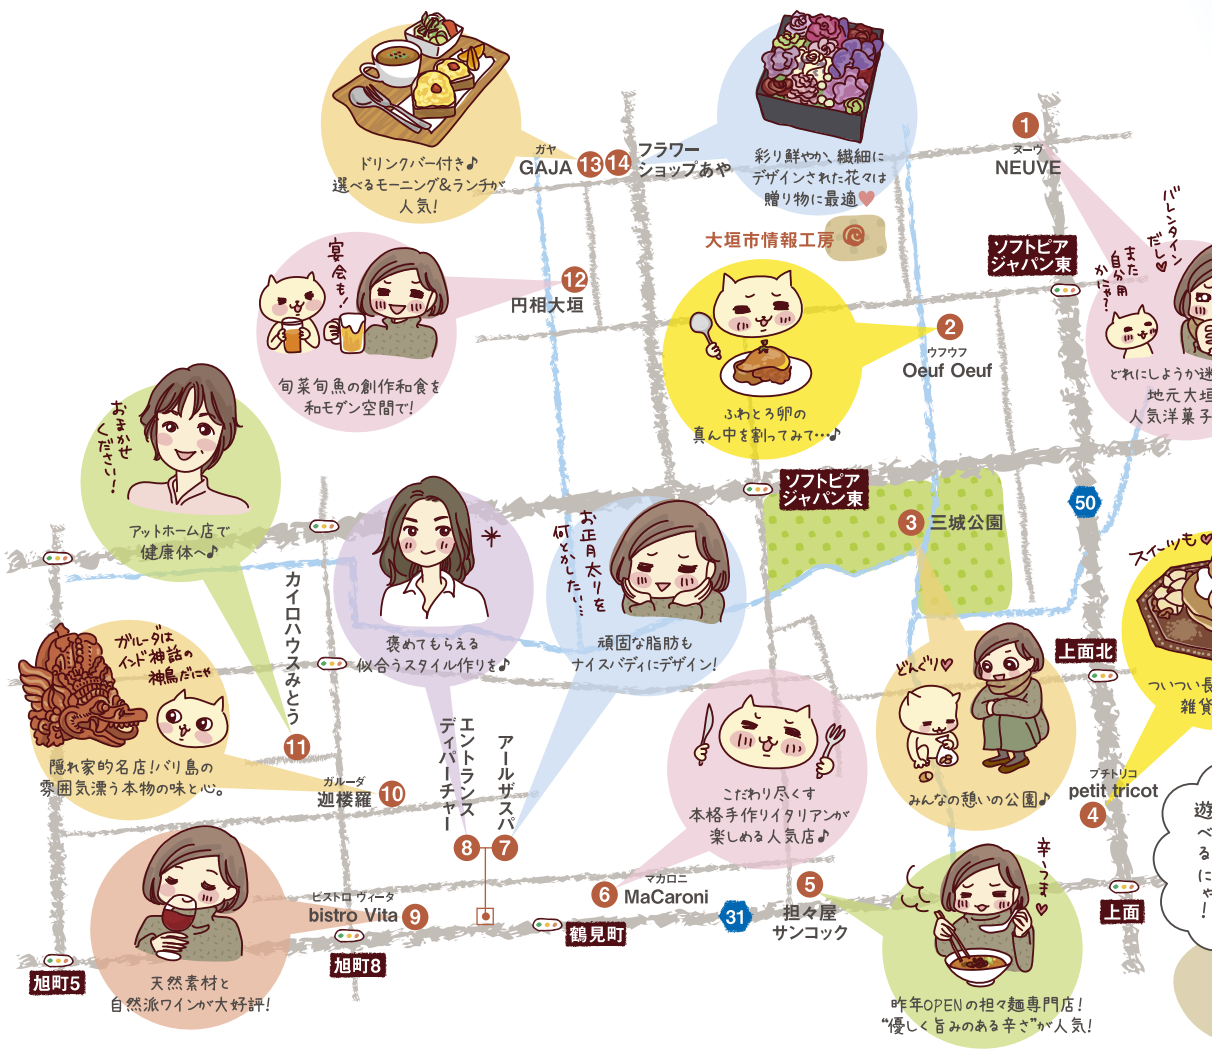 ドリンクバー付き♪
選べるモーニング&ランチが
人気!
ガヤ
GAJA
13
14
フラワー
ショップあや
彩り鮮やか、繊細に
デザインされた花々は
贈り物に最適♥
1
ヌーヴ
NEUVE
大垣市情報工房
ソフトピア
ジャパン東
バレンタイン
だし♥
また
自分用
かにゃ?
どれにしようか迷
地元大垣
人気洋菓子
宴会も!
12
円相大垣
旬菜旬魚の創作和食を
和モダン空間で!
2
ウフウフ
Oeuf Oeuf
ふわとろ卵の
真ん中を割ってみて…♪
おまかせ
ください!
アットホーム店で
健康体へ♪
ソフトピア
ジャパン東
50
3
三城公園
お正月太りを
何とかしたい…
頑固な脂肪も
ナイスバディにデザイン!
褒めてもらえる
似合うスタイル作りを♪
カイロハウスみとう
11
ガルーダは
インド神話の
神鳥だにゃ
隠れ家的名店!バリ島の
雰囲気漂う本物の味と心。
ガルーダ
迦楼羅
10
エントランス
ディパーチャー
8
アールザスパ
7
こだわり尽くす
本格手作りイタリアンが
楽しめる人気店♪
どんぐり♥
みんなの憩いの公園♪
上面北
スイーツも♥
ついつい長
雑貨
プチトリコ
petit tricot
4
遊
べ
る
に
ゃ
!
ビストロ ヴィータ
bistro Vita
9
天然素材と
自然派ワインが大好評!
マカロニ
MaCaroni
6
5
担々屋
サンコック
31
鶴見町
旭町8
旭町5
上面
辛〜うま♥
昨年OPENの担々麺専門店!
“優しく旨みのある辛さ”が人気!